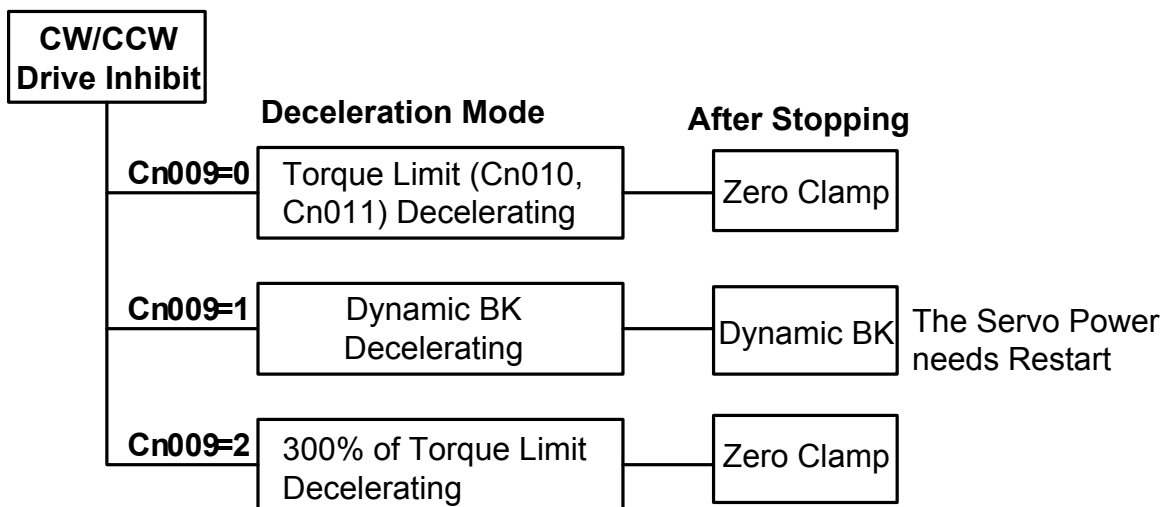 CW/CCW
Drive Inhibit
Deceleration Mode
After Stopping
Cn009=0
Torque Limit (Cn010,
Cn011) Decelerating
Zero Clamp
Cn009=1
Dynamic BK
Decelerating
Dynamic BK
The Servo Power
needs Restart
Cn009=2
300% of Torque Limit
Decelerating
Zero Clamp